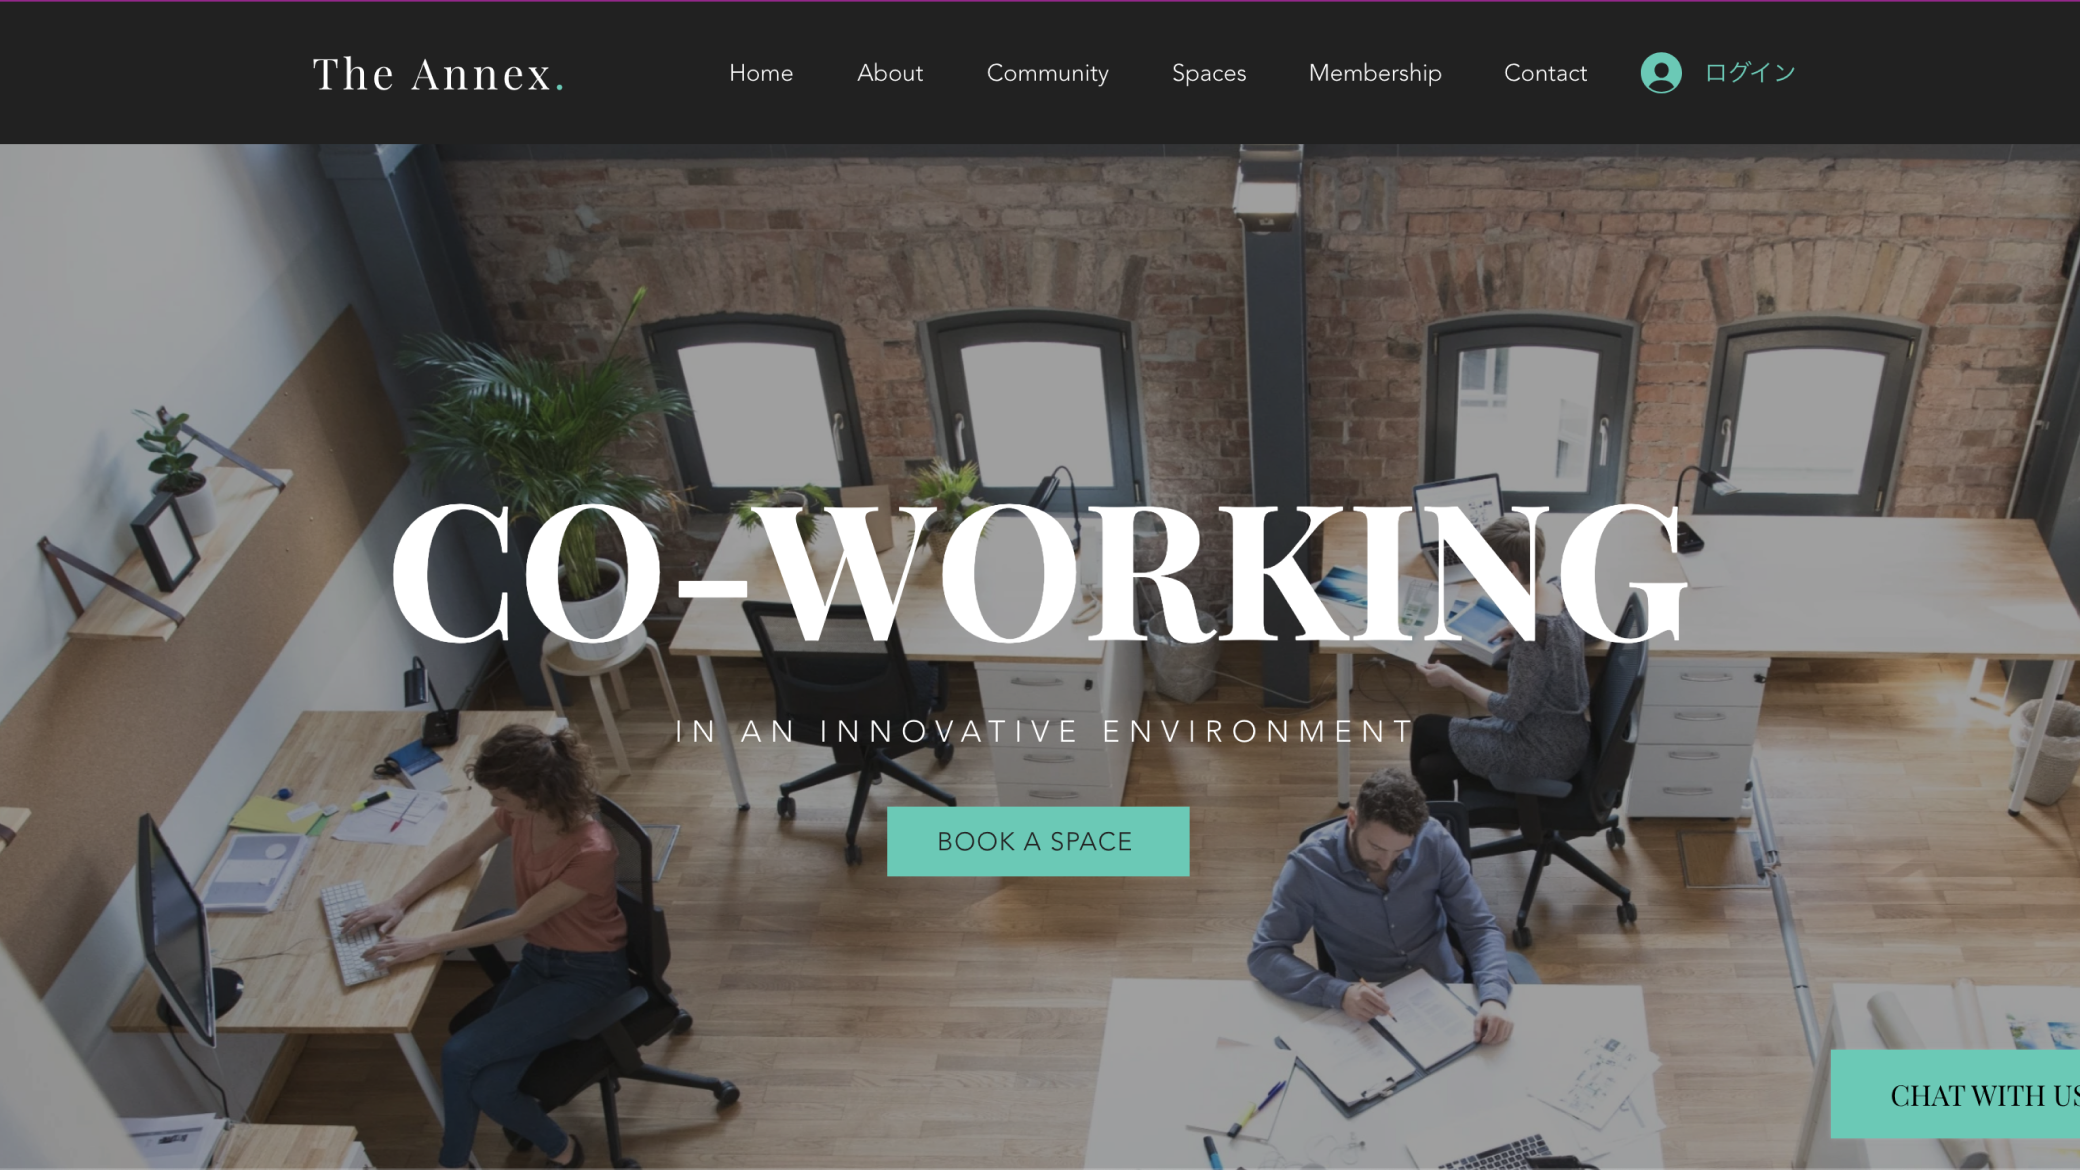 The Annex.
Home About Community Spaces Membership Contact ログイン
CO-WORKING
IN AN INNOVATIVE ENVIRONMENT
BOOK A SPACE
CHAT WITH US